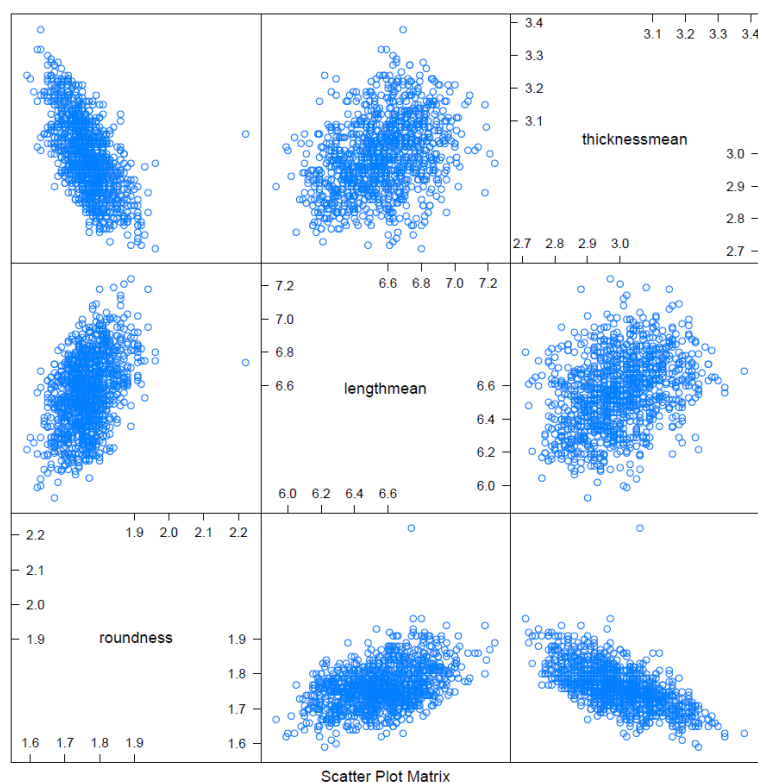 3.4
3.3
3.2
3.1
3.1 3.2 3.3 3.4
thicknessmean
3.0
2.9
2.8
2.7
2.7 2.8 2.9 3.0
7.2
7.0
6.8
6.6
6.6 6.8 7.0 7.2
lengthmean
6.6
6.4
6.2
6.0
6.0 6.2 6.4 6.6
2.2
2.1
2.0
1.9
1.9 2.0 2.1 2.2
roundness
1.9
1.8
1.7
1.6
1.6 1.7 1.8 1.9
Scatter Plot Matrix